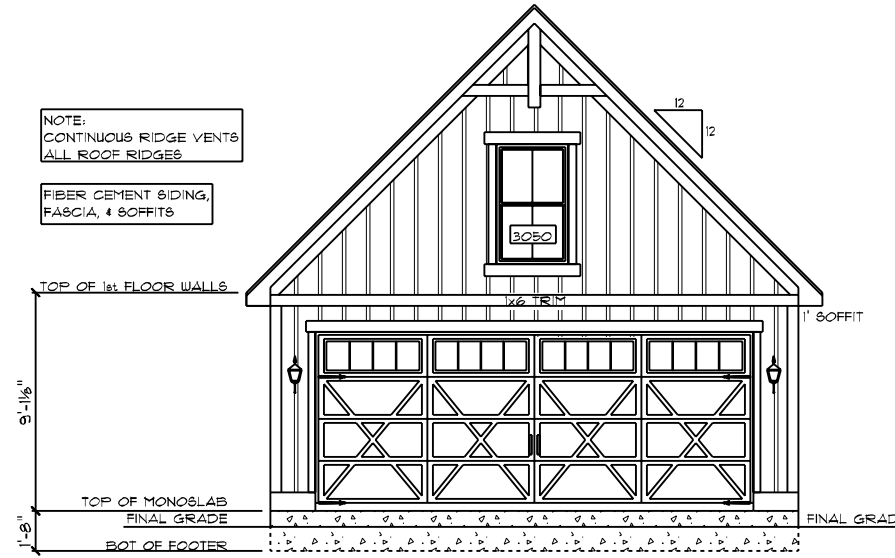 NOTE:
CONTINUOUS RIDGE VENTS
ALL ROOF RIDGES
12
12
FIBER CEMENT SIDING,
FASCIA, & SOFFITS
3050
TOP OF 1st FLOOR WALLS
1x6 TRIM
1' SOFFIT
9'-1⅛"
TOP OF MONOSLAB
FINAL GRADE
FINAL GRAD
1'-8"
BOT OF FOOTER